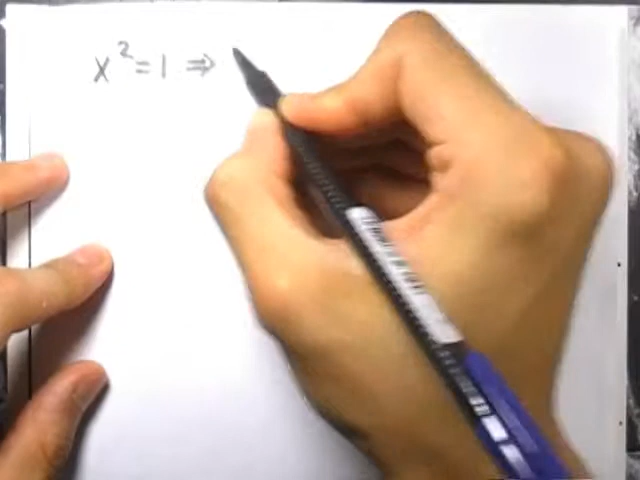 x² = 1 ⇒